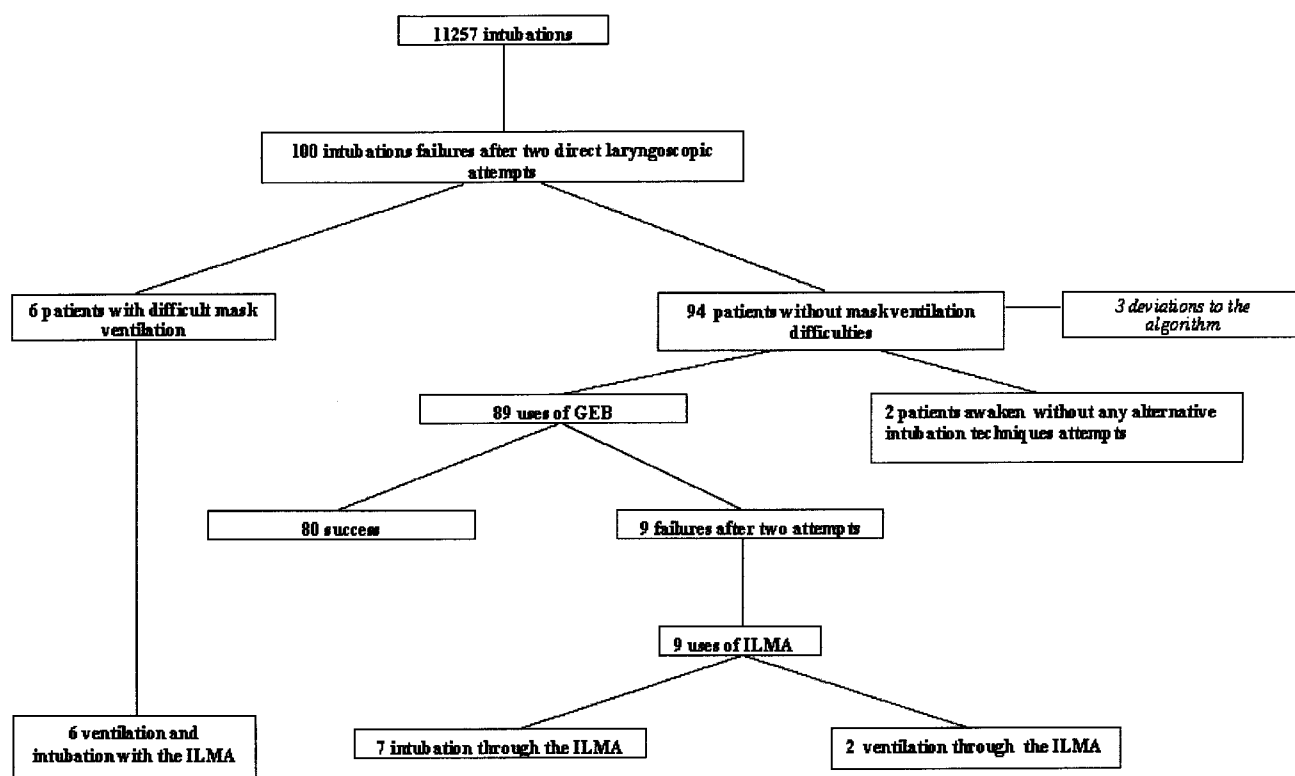 11257 intubations
100 intubations failures after two direct laryngoscopic
attempts
6 patients with difficult mask
ventilation
94 patients without mask ventilation
difficulties
3 deviations to the
algorithm
89 uses of GEB
2 patients awaken without any alternative
intubation techniques attempts
80 success
9 failures after two attempts
9 uses of ILMA
6 ventilation and
intubation with the ILMA
7 intubation through the ILMA
2 ventilation through the ILMA